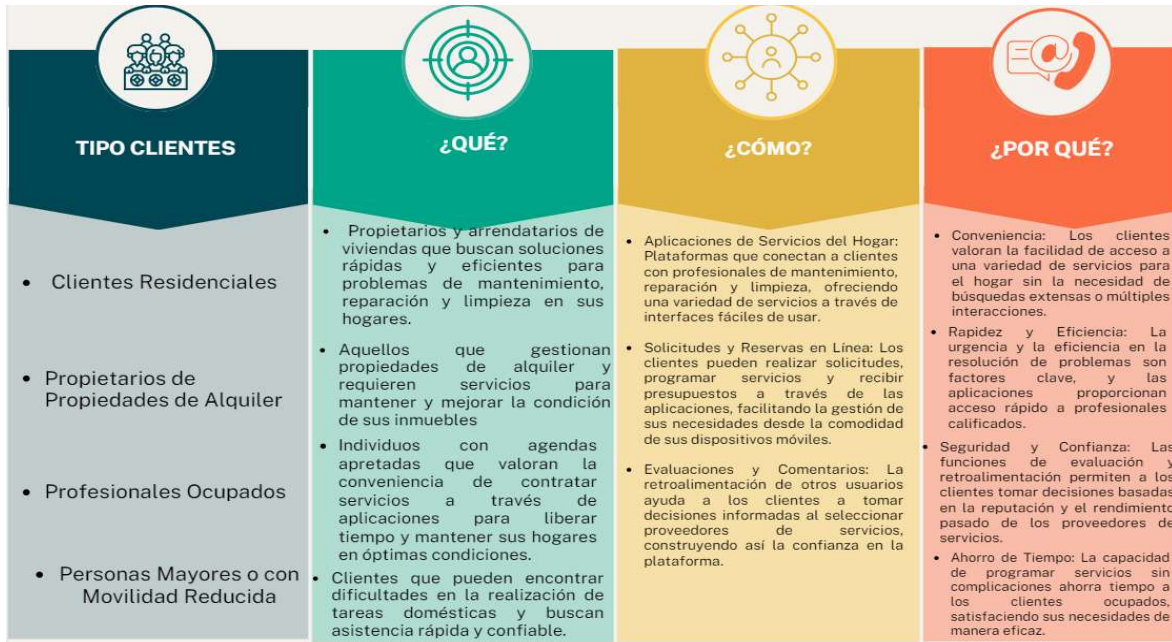 TIPO CLIENTES
• Clientes Residenciales
• Propietarios de
Propiedades de Alquiler
• Profesionales Ocupados
• Personas Mayores o con
Movilidad Reducida
¿QUÉ?
• Propietarios y arrendatarios de
viviendas que buscan soluciones
rápidas y eficientes para
problemas de mantenimiento,
reparación y limpieza en sus
hogares.
• Aquellos que gestionan
propiedades de alquiler y
requieren servicios para
mantener y mejorar la condición
de sus inmuebles
• Individuos con agendas
apretadas que valoran la
conveniencia de contratar
servicios a través de
aplicaciones para liberar
tiempo y mantener sus hogares
en óptimas condiciones.
• Clientes que pueden encontrar
dificultades en la realización de
tareas domésticas y buscan
asistencia rápida y confiable.
¿CÓMO?
• Aplicaciones de Servicios del Hogar:
Plataformas que conectan a clientes
con profesionales de mantenimiento,
reparación y limpieza, ofreciendo
una variedad de servicios a través de
interfaces fáciles de usar.
• Solicitudes y Reservas en Línea: Los
clientes pueden realizar solicitudes,
programar servicios y recibir
presupuestos a través de las
aplicaciones, facilitando la gestión de
sus necesidades desde la comodidad
de sus dispositivos móviles.
• Evaluaciones y Comentarios: La
retroalimentación de otros usuarios
ayuda a los clientes a tomar
decisiones informadas al seleccionar
proveedores de servicios,
construyendo así la confianza en la
plataforma.
¿POR QUÉ?
• Conveniencia: Los clientes
valoran la facilidad de acceso a
una variedad de servicios para
el hogar sin la necesidad de
búsquedas extensas o múltiples
interacciones.
• Rapidez y Eficiencia: La
urgencia y la eficiencia en la
resolución de problemas son
factores clave, y las
aplicaciones proporcionan
acceso rápido a profesionales
calificados.
• Seguridad y Confianza: Las
funciones de evaluación y
retroalimentación permiten a los
clientes tomar decisiones basadas
en la reputación y el rendimiento
pasado de los proveedores de
servicios.
• Ahorro de Tiempo: La capacidad
de programar servicios sin
complicaciones ahorra tiempo a
los clientes ocupados,
satisfaciendo sus necesidades de
manera eficaz.